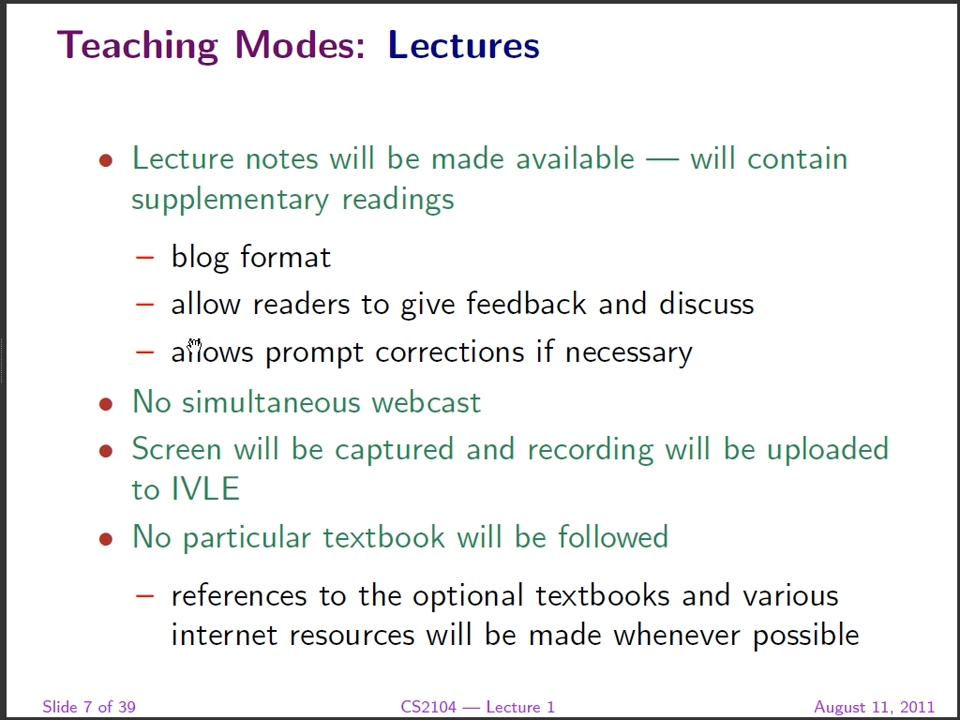 Teaching Modes: Lectures
• Lecture notes will be made available — will contain
supplementary readings
– blog format
– allow readers to give feedback and discuss
– allows prompt corrections if necessary
• No simultaneous webcast
• Screen will be captured and recording will be uploaded
to IVLE
• No particular textbook will be followed
– references to the optional textbooks and various
internet resources will be made whenever possible
Slide 7 of 39 CS2104 — Lecture 1 August 11, 2011